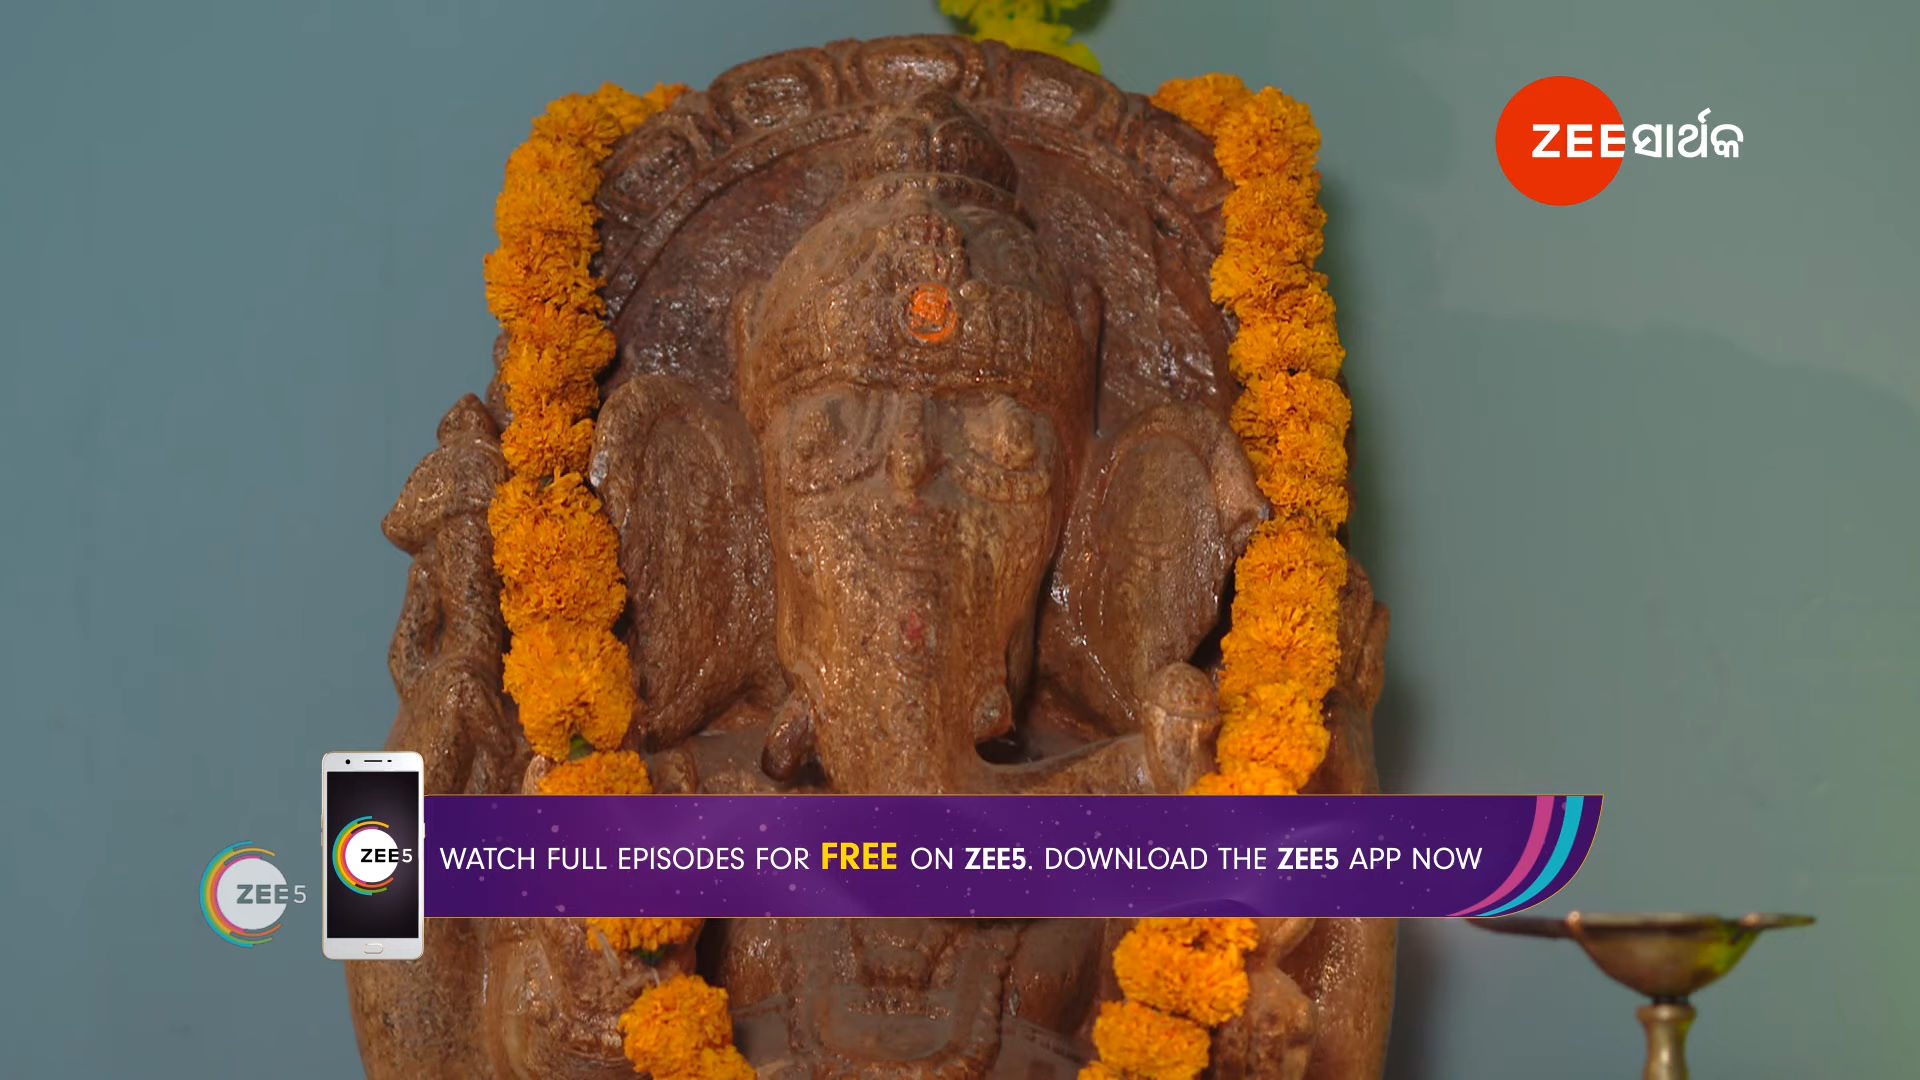 ZEEସାର୍ଥକ
ZEE5
ZEE5
WATCH FULL EPISODES FOR FREE ON ZEE5. DOWNLOAD THE ZEE5 APP NOW